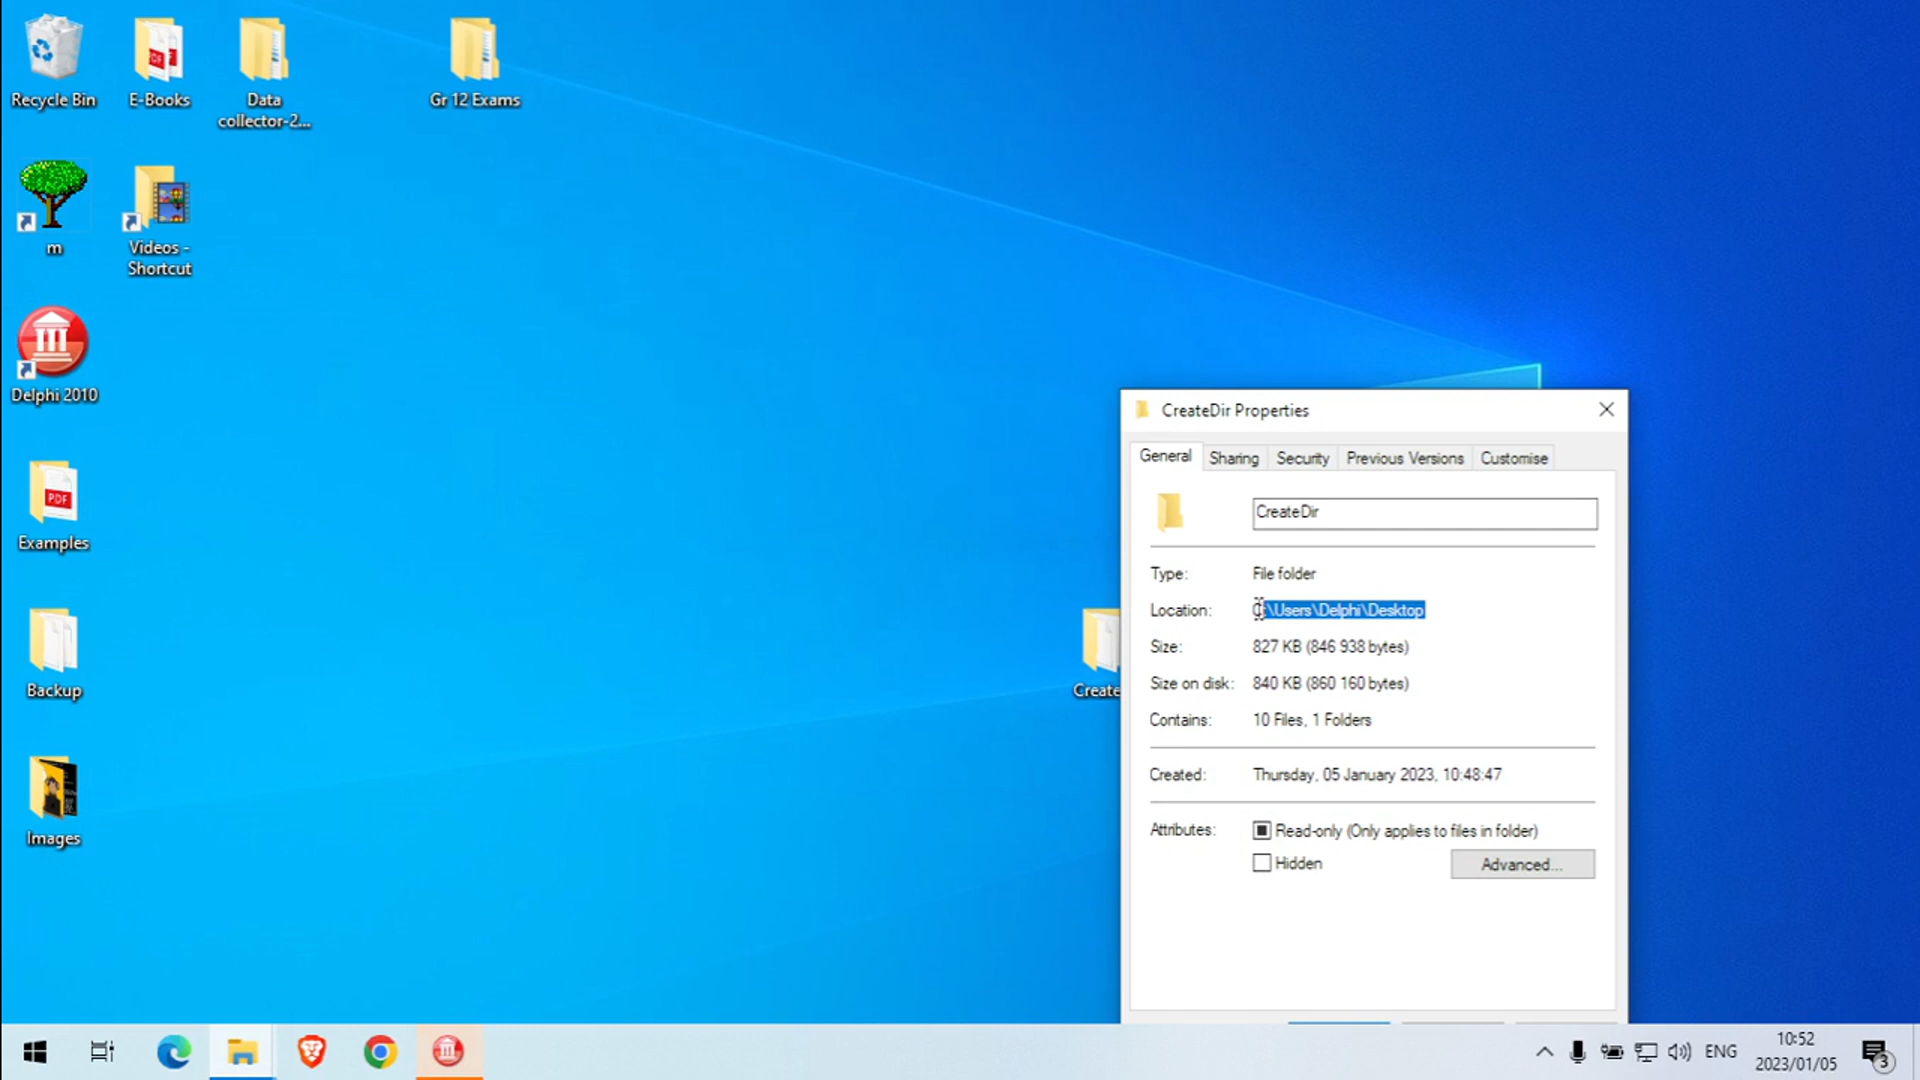 Recycle Bin
E-Books
Data
collector-2...
Gr 12 Exams
m
Videos -
Shortcut
Delphi 2010
Examples
PDF
Backup
Images
Create
CreateDir Properties
General
Sharing
Security
Previous Versions
Customise
CreateDir
Type:
File folder
Location:
C:\Users\Delphi\Desktop
Size:
827 KB (846 938 bytes)
Size on disk:
840 KB (860 160 bytes)
Contains:
10 Files, 1 Folders
Created:
Thursday, 05 January 2023, 10:48:47
Attributes:
Read-only (Only applies to files in folder)
Hidden
Advanced...
ENG
10:52
2023/01/05
3